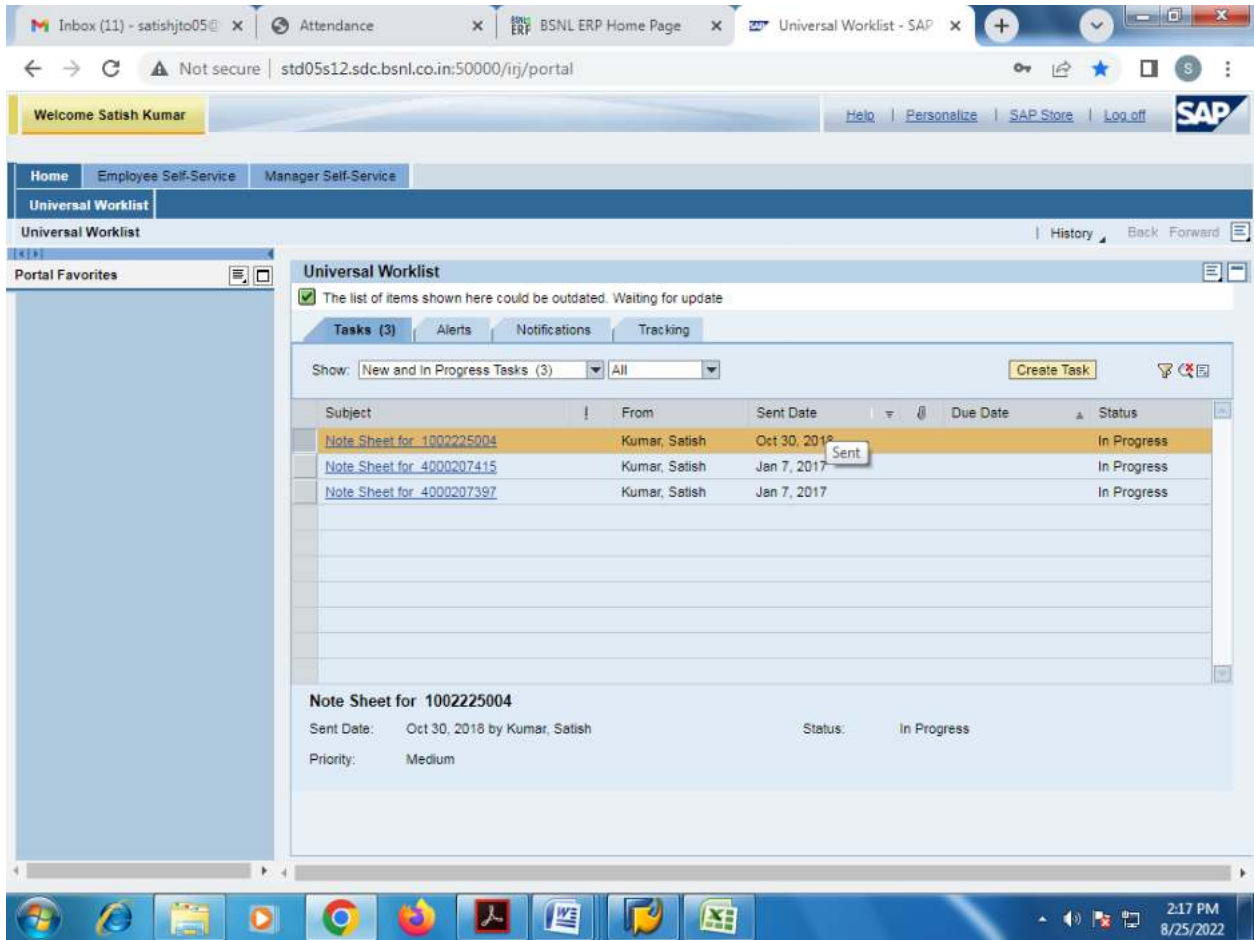 Inbox (11) - satishjto05@ Attendance BSNL ERP Home Page Universal Worklist - SAP
Not secure std05s12.sdc.bsnl.co.in:50000/irj/portal S
Welcome Satish Kumar Help | Personalize | SAP Store | Log off SAP
Home Employee Self-Service Manager Self-Service
Universal Worklist
Universal Worklist | History Back Forward
Portal Favorites
Universal Worklist
The list of items shown here could be outdated. Waiting for update
Tasks (3) Alerts Notifications Tracking
Show: New and In Progress Tasks (3) All Create Task
Subject ! From Sent Date Due Date Status
Note Sheet for 1002225004 Kumar, Satish Oct 30, 2018 In Progress
Sent
Note Sheet for 4000207415 Kumar, Satish Jan 7, 2017 In Progress
Note Sheet for 4000207397 Kumar, Satish Jan 7, 2017 In Progress
Note Sheet for 1002225004
Sent Date: Oct 30, 2018 by Kumar, Satish Status: In Progress
Priority: Medium
2:17 PM
8/25/2022